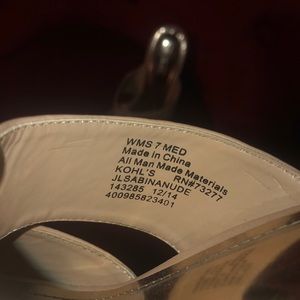 WMS 7 MED
Made in China
All Man Made Materials
KOHL'S RN#73277
JLSABINANUDE
143285 12/14
400985823401